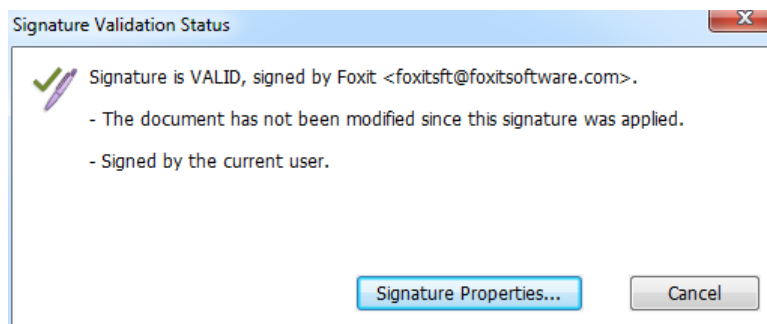 Signature Validation Status
Signature is VALID, signed by Foxit <foxitsft@foxitsoftware.com>.
- The document has not been modified since this signature was applied.
- Signed by the current user.
Signature Properties... Cancel